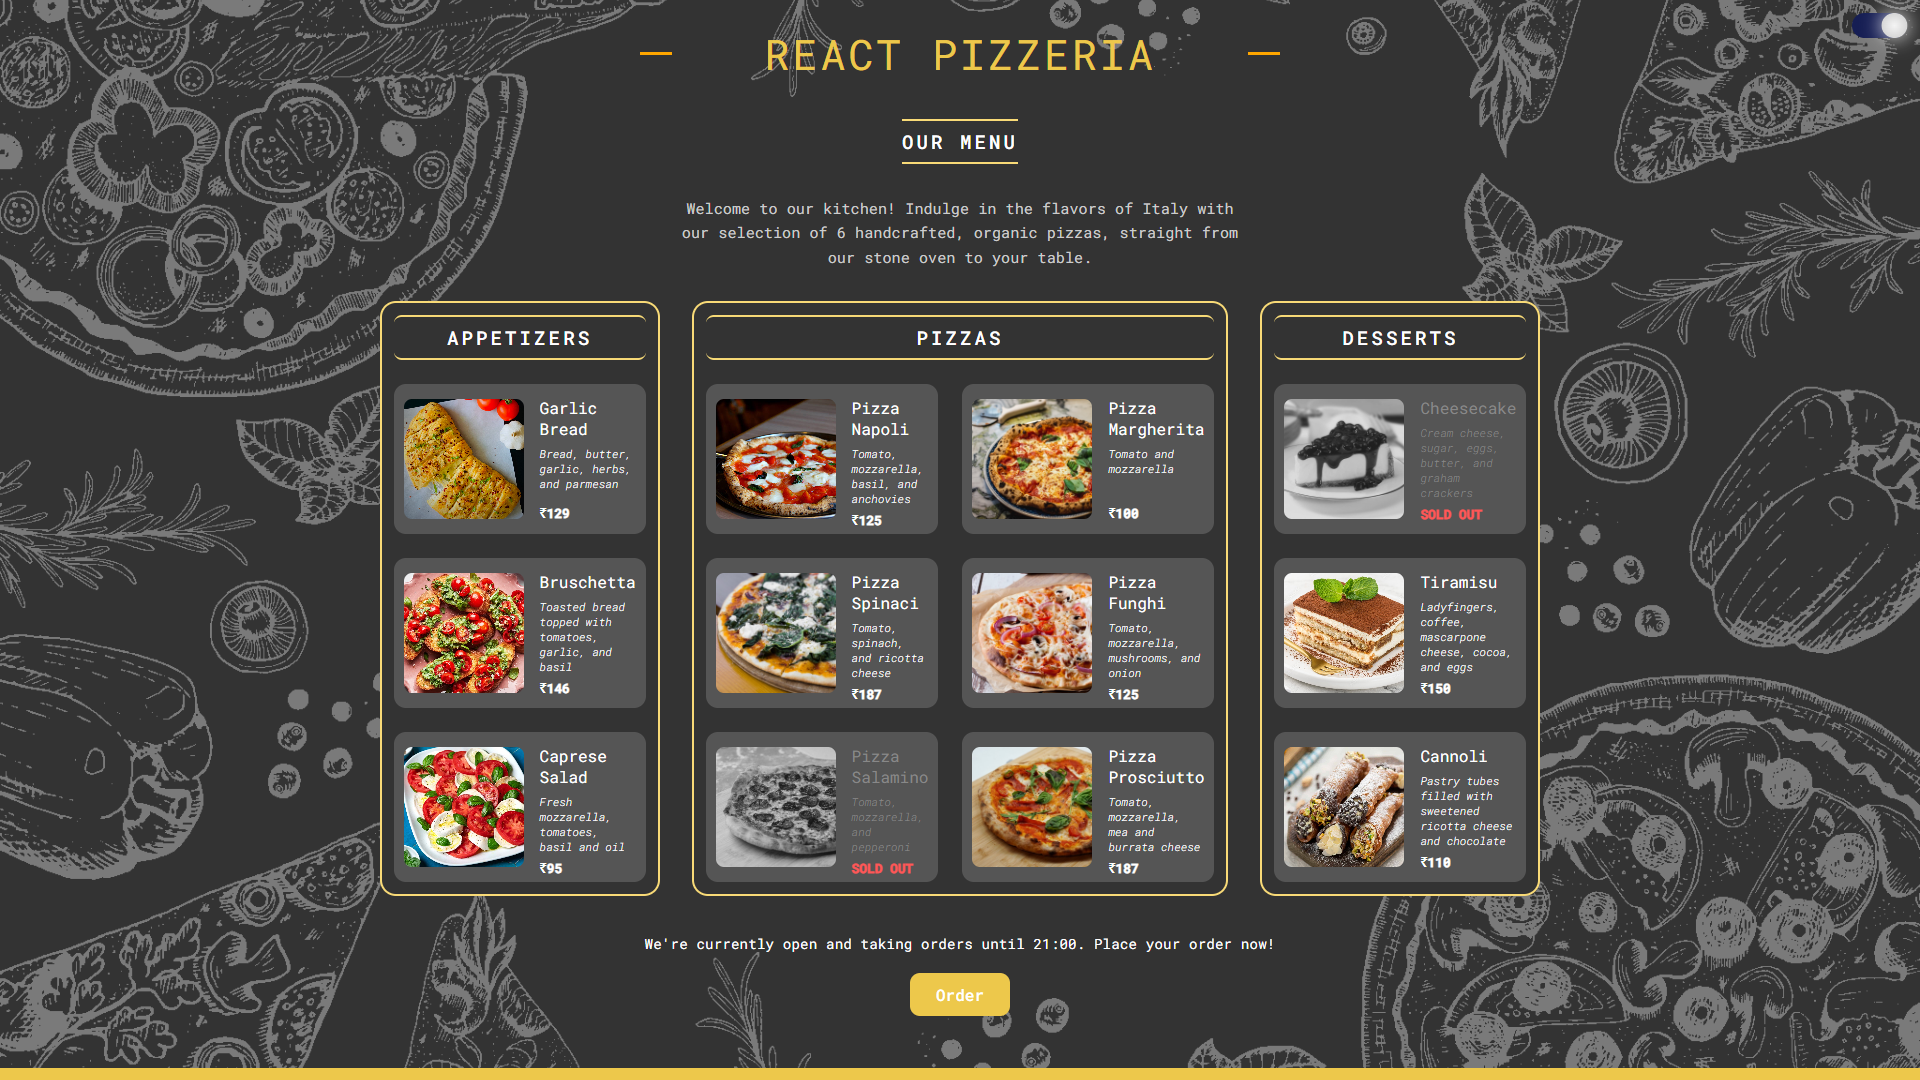 REACT PIZZERIA
OUR MENU
Welcome to our kitchen! Indulge in the flavors of Italy with
our selection of 6 handcrafted, organic pizzas, straight from
our stone oven to your table.
APPETIZERS
Garlic
Bread
Bread, butter,
garlic, herbs,
and parmesan
₹129
Bruschetta
Toasted bread
topped with
tomatoes,
garlic, and
basil
₹146
Caprese
Salad
Fresh
mozzarella,
tomatoes,
basil and oil
₹95
PIZZAS
Pizza
Napoli
Tomato,
mozzarella,
basil, and
anchovies
₹125
Pizza
Margherita
Tomato and
mozzarella
₹100
Pizza
Spinaci
Tomato,
spinach,
and ricotta
cheese
₹187
Pizza
Funghi
Tomato,
mozzarella,
mushrooms, and
onion
₹125
Pizza
Salamino
Tomato,
mozzarella,
and
pepperoni
SOLD OUT
Pizza
Prosciutto
Tomato,
mozzarella,
mea and
burrata cheese
₹187
DESSERTS
Cheesecake
Cream cheese,
sugar, eggs,
butter, and
graham
crackers
SOLD OUT
Tiramisu
Ladyfingers,
coffee,
mascarpone
cheese, cocoa,
and eggs
₹150
Cannoli
Pastry tubes
filled with
sweetened
ricotta cheese
and chocolate
₹110
We're currently open and taking orders until 21:00. Place your order now!
Order